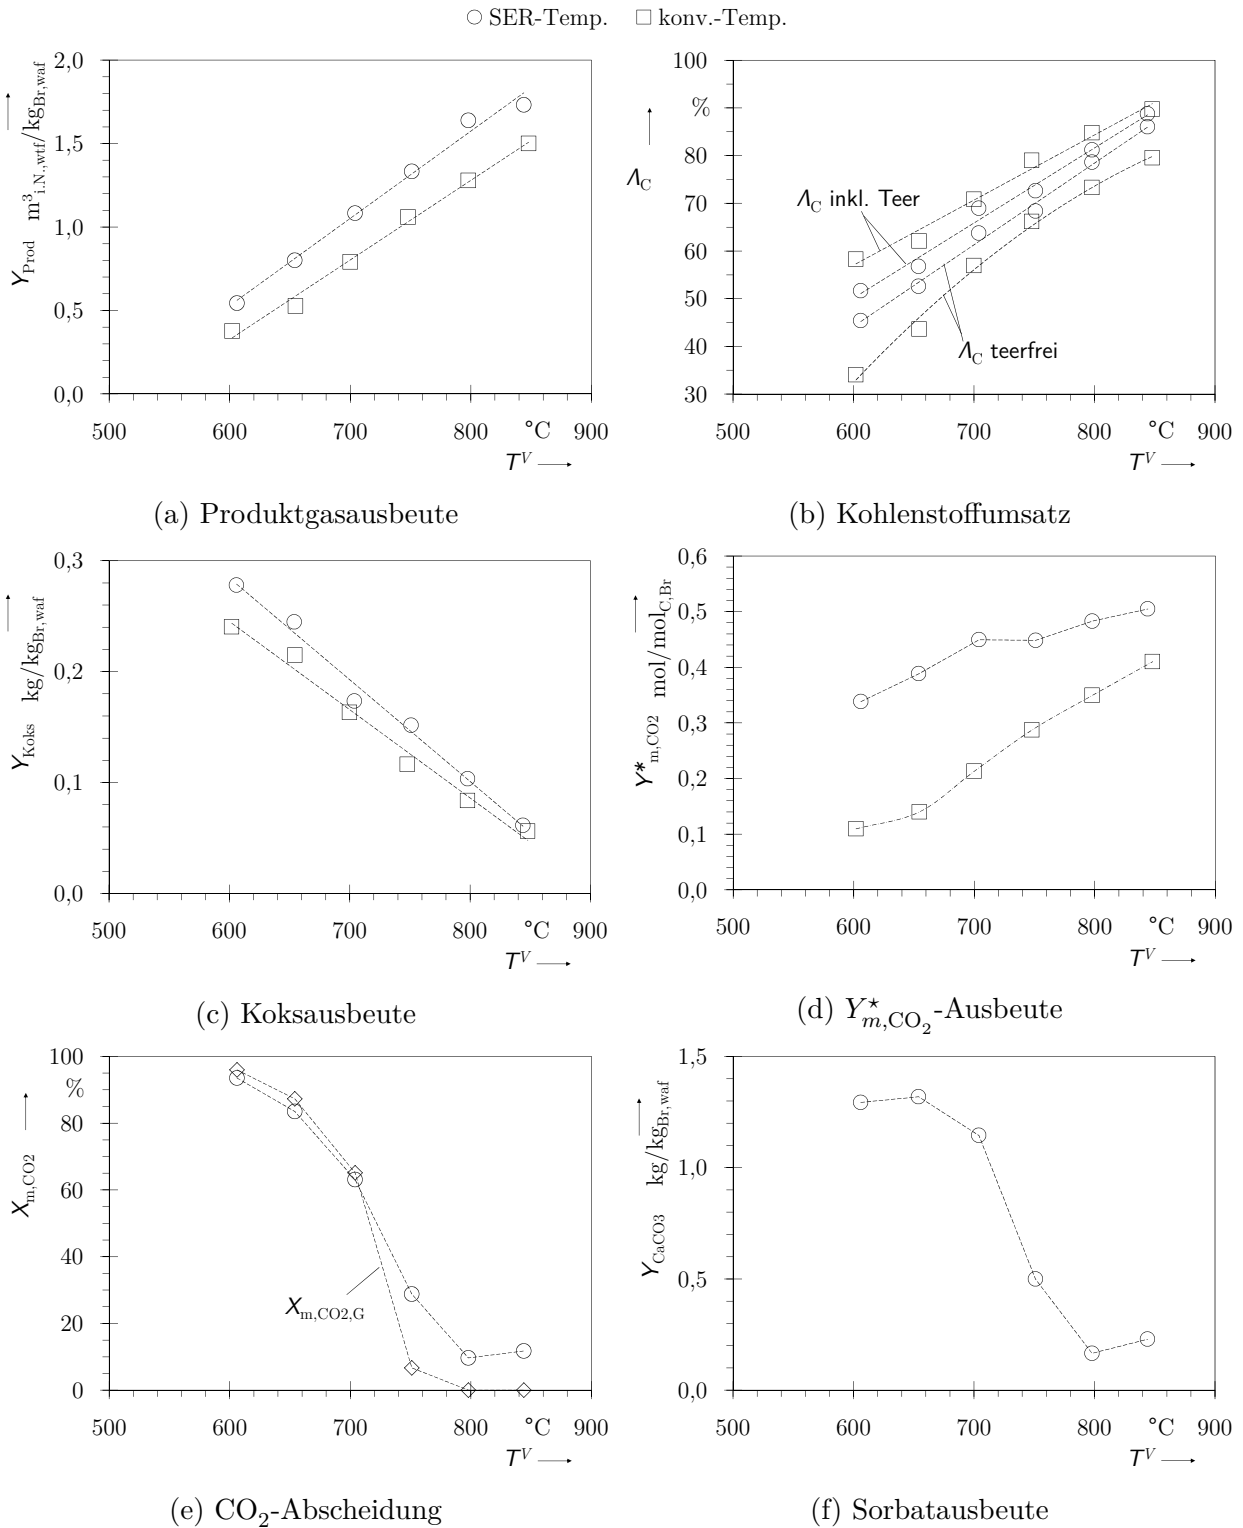 SER-Temp. konv.-Temp.
2,0
1,5
1,0
0,5
0,0
Y_Prod m³_i.N.,wtf/kg_Br,waf
500 600 700 800 °C 900
T^V
(a) Produktgasausbeute
100
%
80
70
60
50
40
30
Λ_C
Λ_C inkl. Teer
Λ_C teerfrei
500 600 700 800 °C 900
T^V
(b) Kohlenstoffumsatz
0,3
0,2
0,1
0,0
Y_Koks kg/kg_Br,waf
500 600 700 800 °C 900
T^V
(c) Koksausbeute
0,6
0,5
0,4
0,3
0,2
0,1
0,0
Y*_m,CO2 mol/mol_C,Br
500 600 700 800 °C 900
T^V
(d) Y⋆_m,CO₂-Ausbeute
100
%
80
60
40
20
0
X_m,CO2
X_m,CO2,G
500 600 700 800 °C 900
T^V
(e) CO₂-Abscheidung
1,5
1,0
0,5
0,0
Y_CaCO3 kg/kg_Br,waf
500 600 700 800 °C 900
T^V
(f) Sorbatausbeute